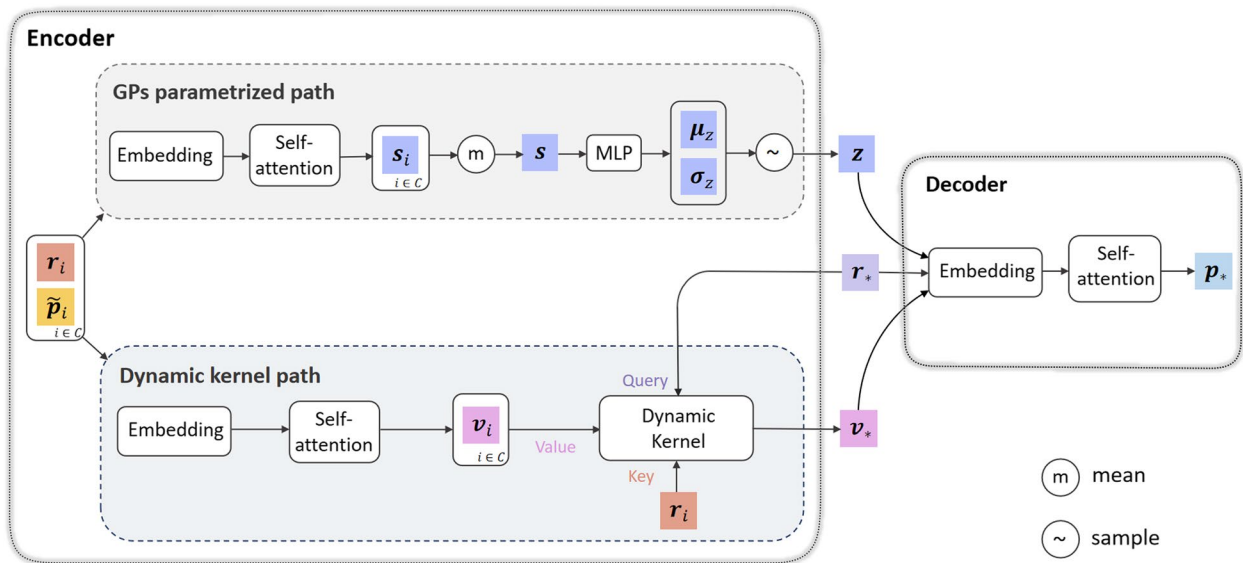 Encoder
GPs parametrized path
Embedding
Self-
attention
s_i
i ∈ C
m
s
MLP
μ_z
σ_z
~
z
Decoder
r_i
p̃_i
i ∈ C
r_*
Embedding
Self-
attention
p_*
Dynamic kernel path
Embedding
Self-
attention
v_i
i ∈ C
Value
Query
Dynamic
Kernel
Key
r_i
v_*
m mean
~ sample